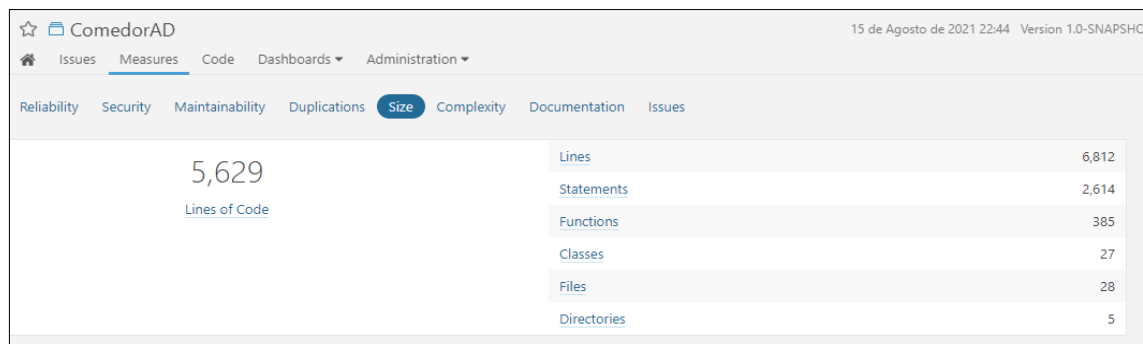 ComedorAD 15 de Agosto de 2021 22:44 Version 1.0-SNAPSHO
Issues Measures Code Dashboards Administration
Reliability Security Maintainability Duplications Size Complexity Documentation Issues
5,629
Lines of Code
Lines 6,812
Statements 2,614
Functions 385
Classes 27
Files 28
Directories 5